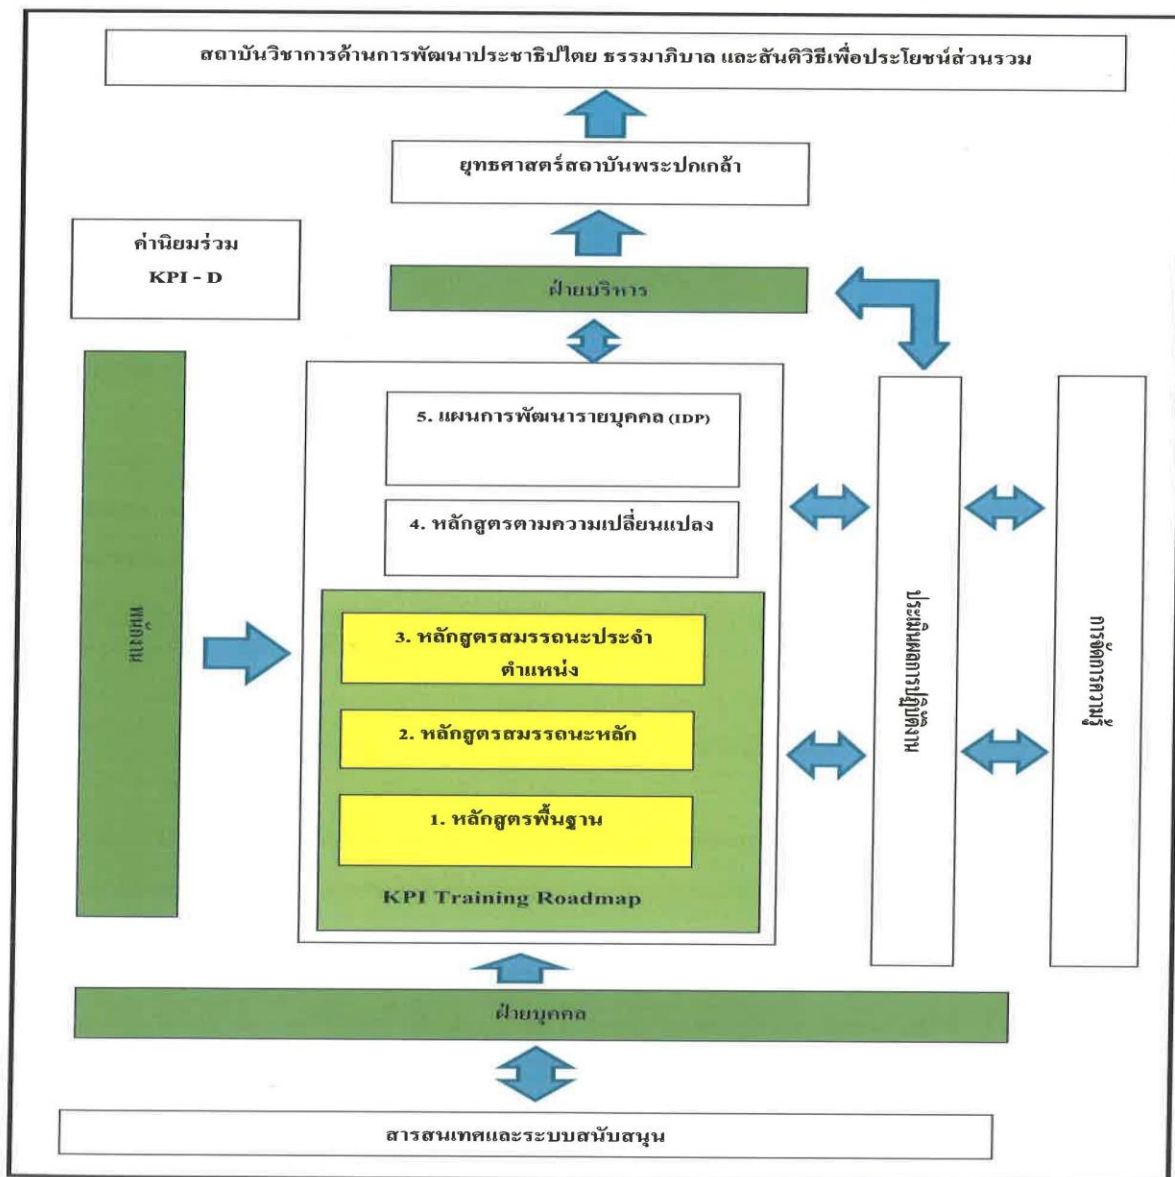 สถาบันวิชาการด้านการพัฒนาประชาธิปไตย ธรรมาภิบาล และสันติวิธีเพื่อประโยชน์ส่วนรวม
ยุทธศาสตร์สถาบันพระปกเกล้า
ค่านิยมร่วม
KPI - D
ฝ่ายบริหาร
5. แผนการพัฒนารายบุคคล (IDP)
4. หลักสูตรตามความเปลี่ยนแปลง
3. หลักสูตรสมรรถนะประจำ
ตำแหน่ง
2. หลักสูตรสมรรถนะหลัก
1. หลักสูตรพื้นฐาน
KPI Training Roadmap
พนักงาน
ประเมินผลการปฏิบัติงาน
การจัดการความรู้
ฝ่ายบุคคล
สารสนเทศและระบบสนับสนุน